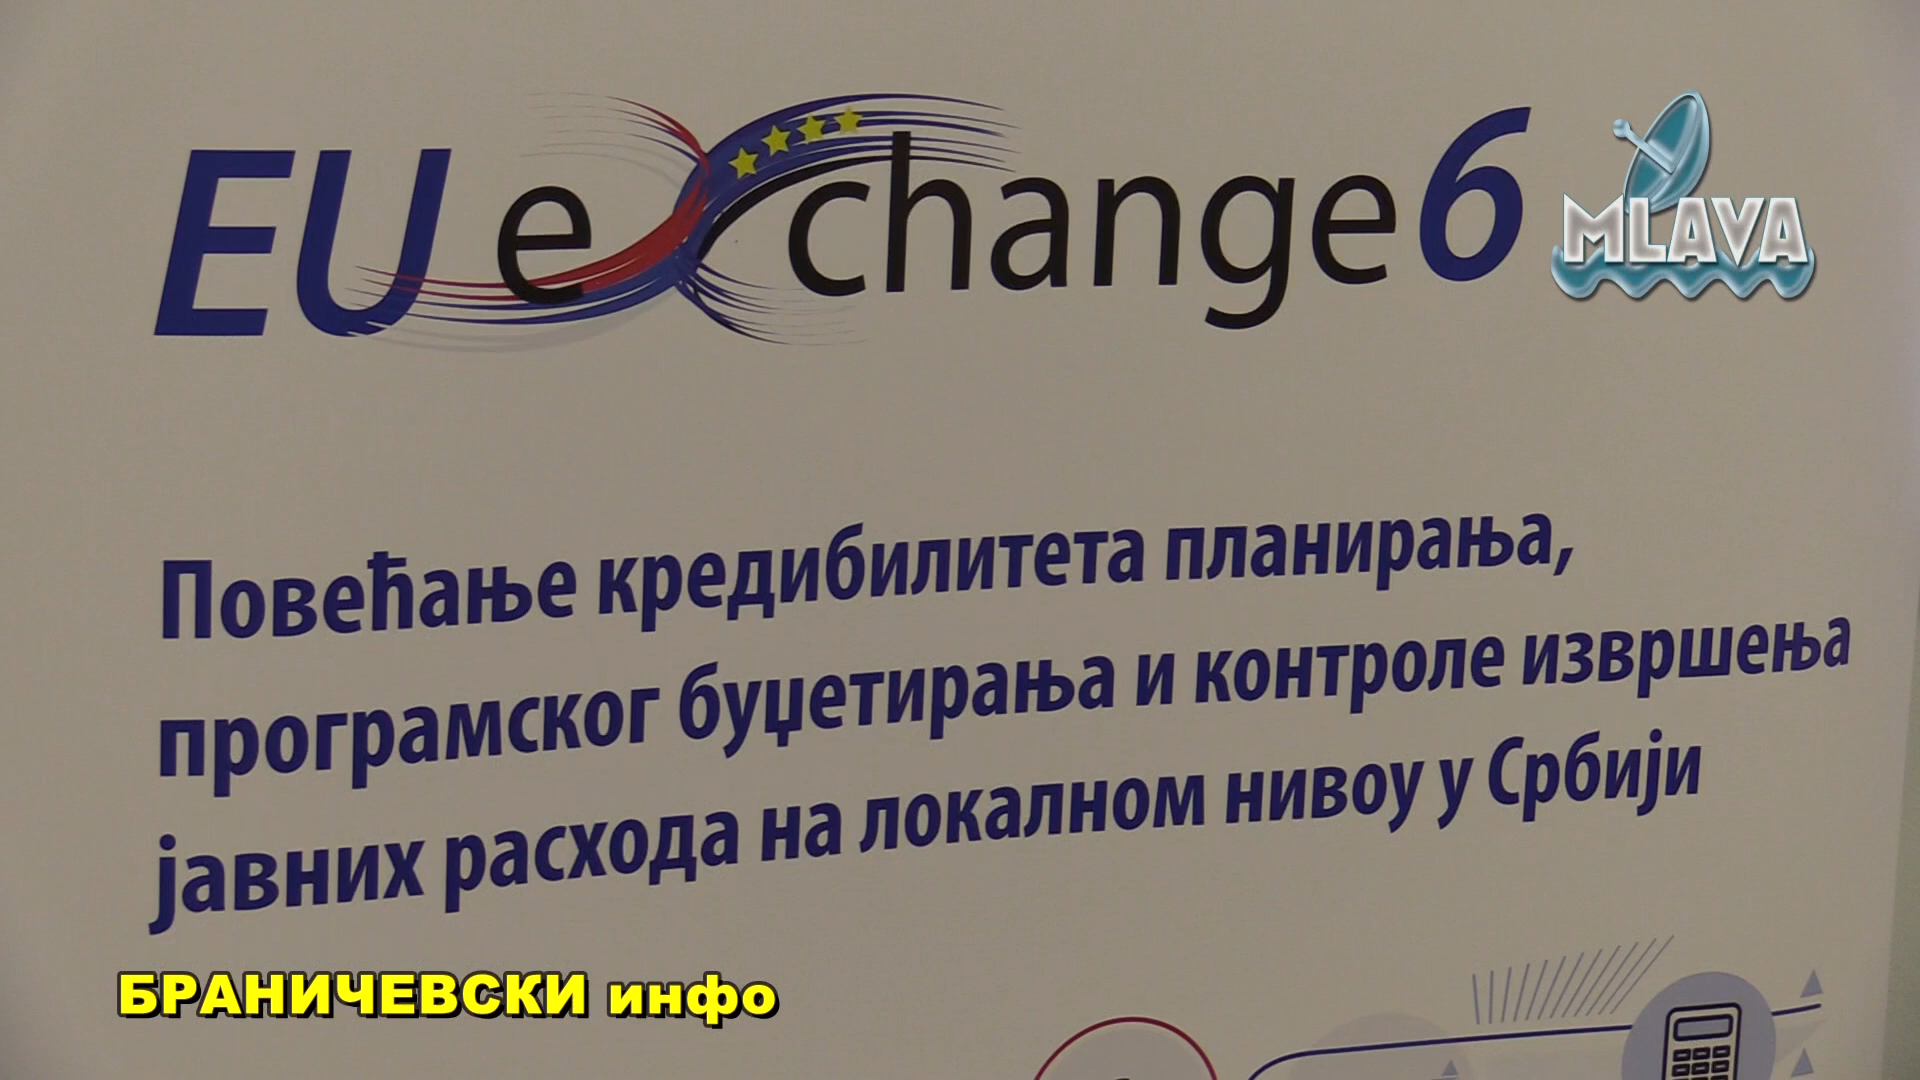 EU exchange 6
MLAVA
Повећање кредибилитета планирања,
програмског буџетирања и контроле извршења
јавних расхода на локалном нивоу у Србији
БРАНИЧЕВСКИ инфо